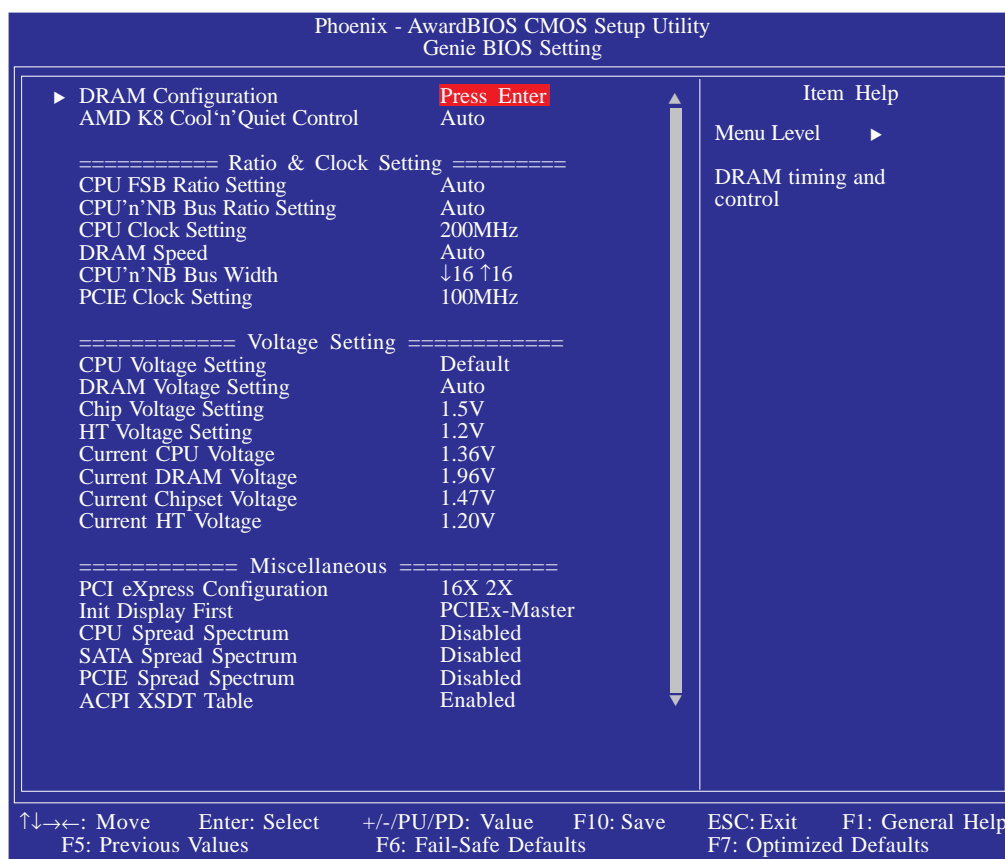 Phoenix - AwardBIOS CMOS Setup Utility
Genie BIOS Setting
▶ DRAM Configuration Press Enter
AMD K8 Cool‘n’Quiet Control Auto
=========== Ratio & Clock Setting =========
CPU FSB Ratio Setting Auto
CPU’n’NB Bus Ratio Setting Auto
CPU Clock Setting 200MHz
DRAM Speed Auto
CPU’n’NB Bus Width ↓16 ↑16
PCIE Clock Setting 100MHz
============ Voltage Setting ============
CPU Voltage Setting Default
DRAM Voltage Setting Auto
Chip Voltage Setting 1.5V
HT Voltage Setting 1.2V
Current CPU Voltage 1.36V
Current DRAM Voltage 1.96V
Current Chipset Voltage 1.47V
Current HT Voltage 1.20V
============ Miscellaneous ============
PCI eXpress Configuration 16X 2X
Init Display First PCIEx-Master
CPU Spread Spectrum Disabled
SATA Spread Spectrum Disabled
PCIE Spread Spectrum Disabled
ACPI XSDT Table Enabled
Item Help
Menu Level ▶
DRAM timing and
control
↑↓→←: Move Enter: Select +/-/PU/PD: Value F10: Save ESC: Exit F1: General Help
F5: Previous Values F6: Fail-Safe Defaults F7: Optimized Defaults